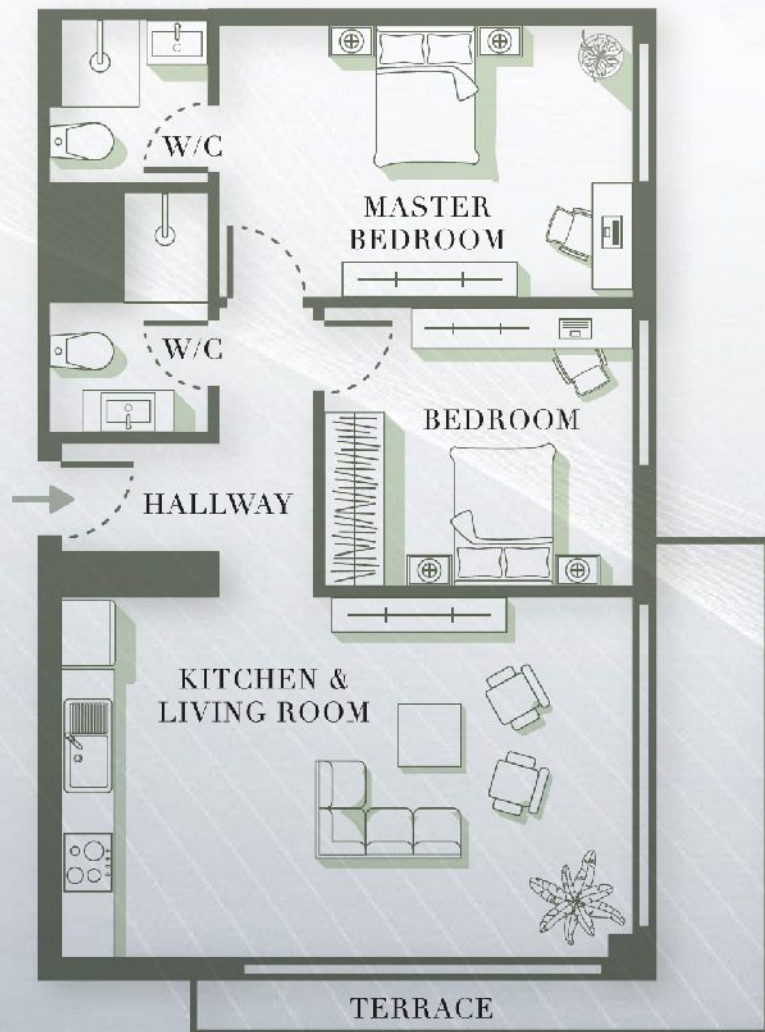 W/C
MASTER
BEDROOM
W/C
BEDROOM
HALLWAY
KITCHEN &
LIVING ROOM
TERRACE